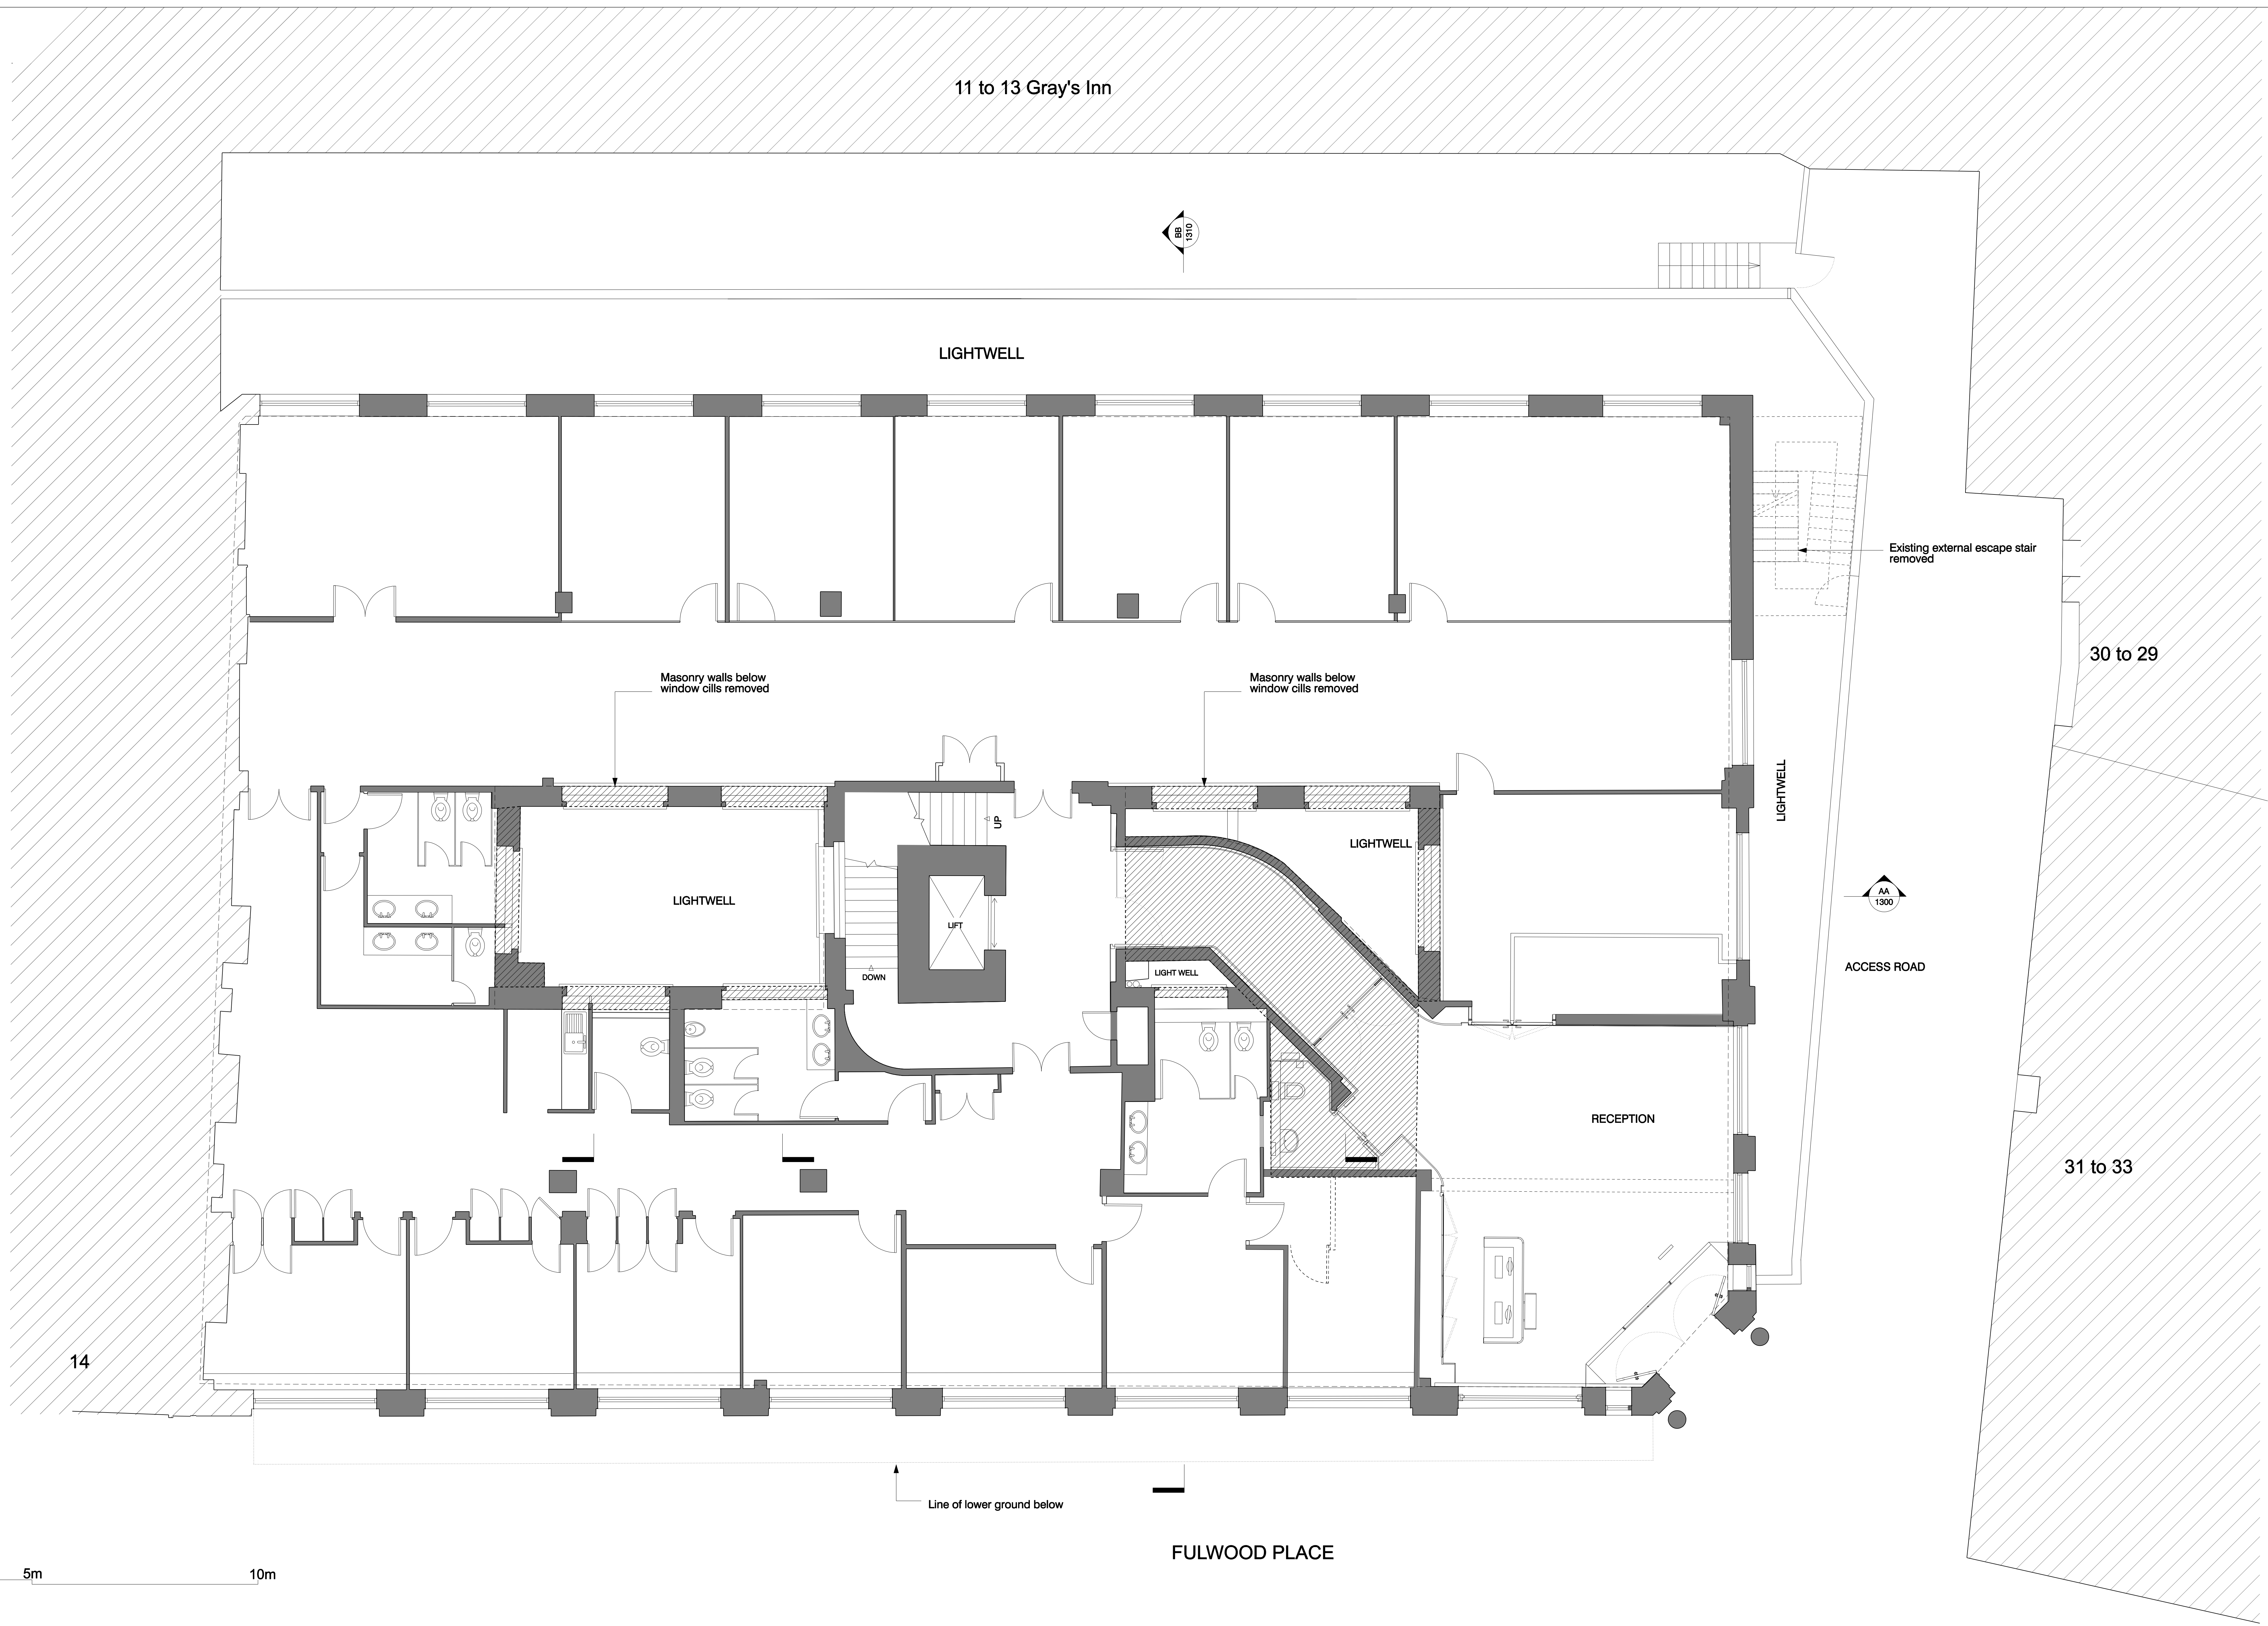 11 to 13 Gray's Inn
BB
1310
LIGHTWELL
Existing external escape stair
removed
30 to 29
Masonry walls below
window cills removed
Masonry walls below
window cills removed
LIGHTWELL
UP
LIGHTWELL
LIGHTWELL
LIFT
AA
1300
DOWN
LIGHT WELL
ACCESS ROAD
RECEPTION
31 to 33
14
Line of lower ground below
FULWOOD PLACE
5m
10m